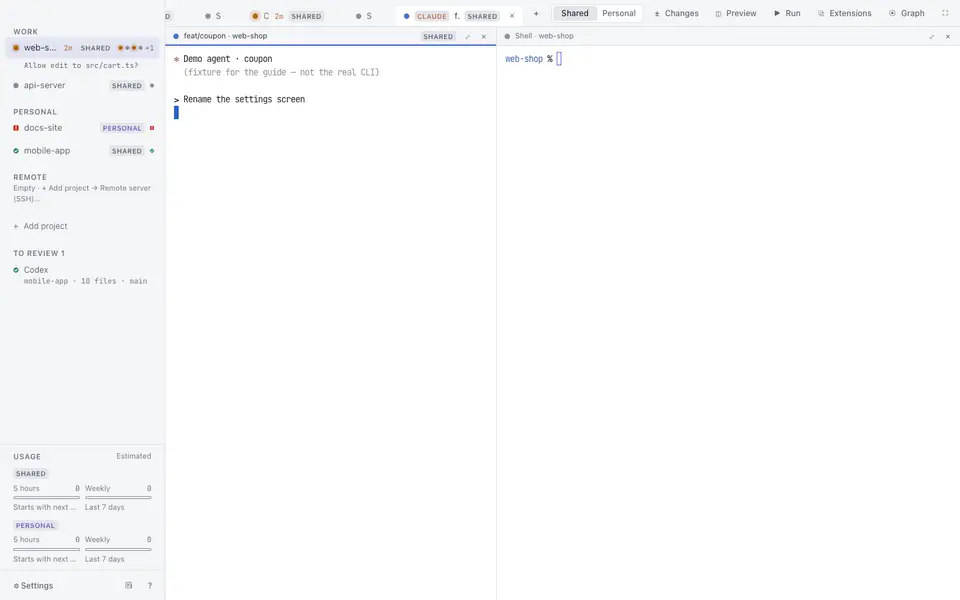 WORK
web-s... 2m SHARED +1
Allow edit to src/cart.ts?
api-server SHARED
PERSONAL
docs-site PERSONAL
mobile-app SHARED
REMOTE
Empty · + Add project → Remote server
(SSH)...
+ Add project
TO REVIEW 1
Codex
mobile-app · 10 files · main
USAGE Estimated
SHARED
5 hours 0 Weekly 0
Starts with next ... Last 7 days
PERSONAL
5 hours 0 Weekly 0
Starts with next ... Last 7 days
Settings ?
D S C 2m SHARED S CLAUDE f. SHARED × + Shared Personal ± Changes Preview Run Extensions Graph
feat/coupon · web-shop SHARED ×
* Demo agent · coupon
(fixture for the guide — not the real CLI)
> Rename the settings screen
Shell · web-shop ×
web-shop %